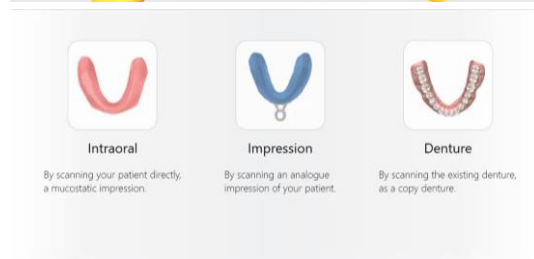 Intraoral
By scanning your patient directly,
a mucostatic impression.
Impression
By scanning an analogue
impression of your patient.
Denture
By scanning the existing denture,
as a copy denture.